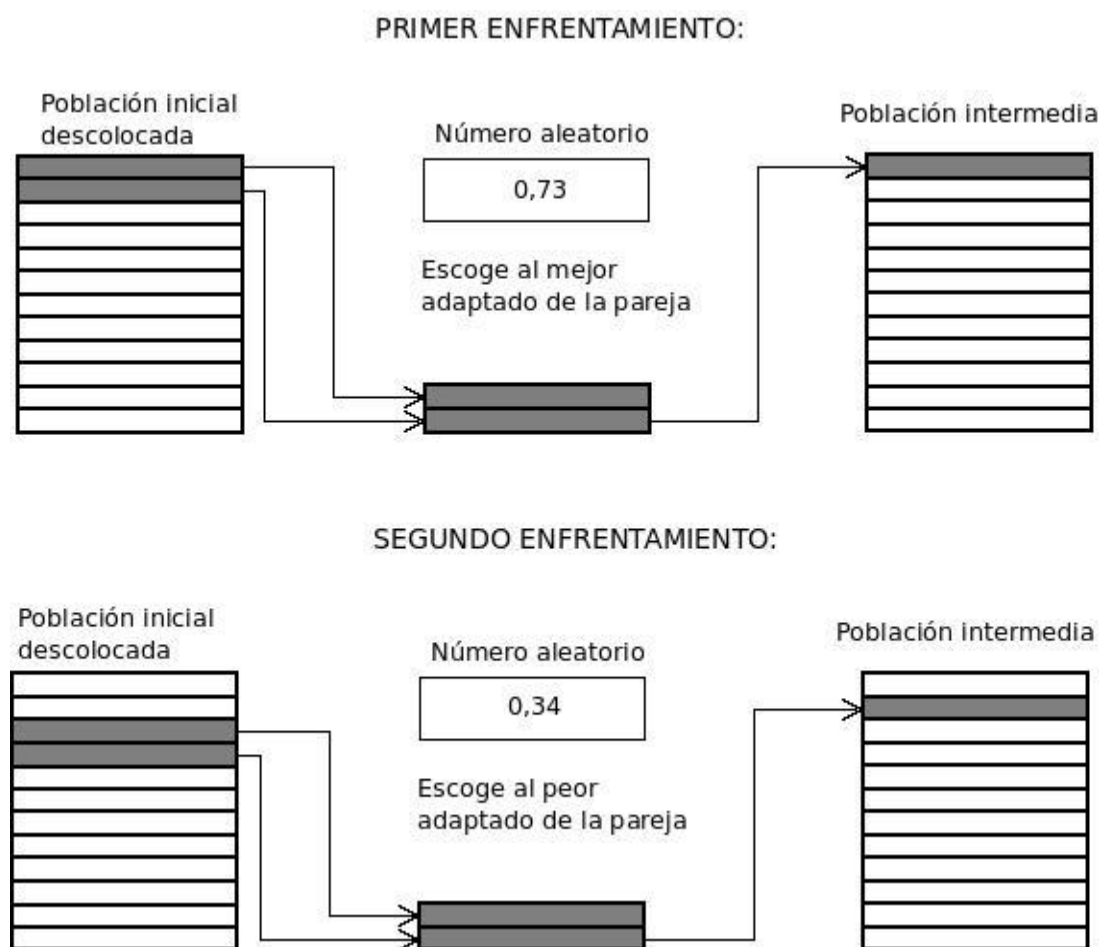 PRIMER ENFRENTAMIENTO:
Población inicial
descolocada
Número aleatorio
Población intermedia
0,73
Escoge al mejor
adaptado de la pareja
SEGUNDO ENFRENTAMIENTO:
Población inicial
descolocada
Número aleatorio
Población intermedia
0,34
Escoge al peor
adaptado de la pareja